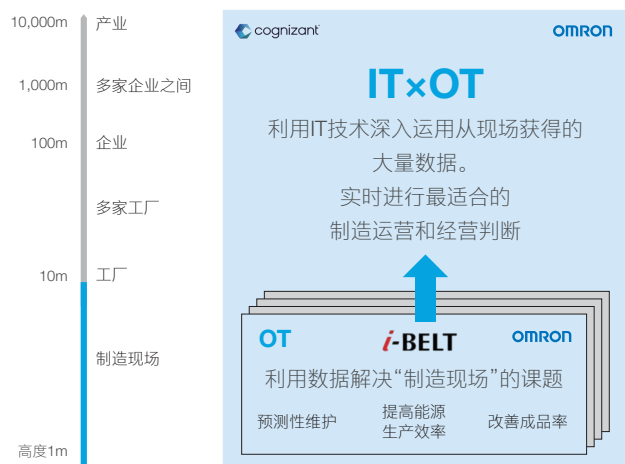 10,000m
产业
1,000m
多家企业之间
100m
企业
多家工厂
10m
工厂
制造现场
高度1m
cognizant
OMRON
IT×OT
利用IT技术深入运用从现场获得的
大量数据。
实时进行最适合的
制造运营和经营判断
OT
i-BELT
OMRON
利用数据解决“制造现场”的课题
预测性维护
提高能源
生产效率
改善成品率